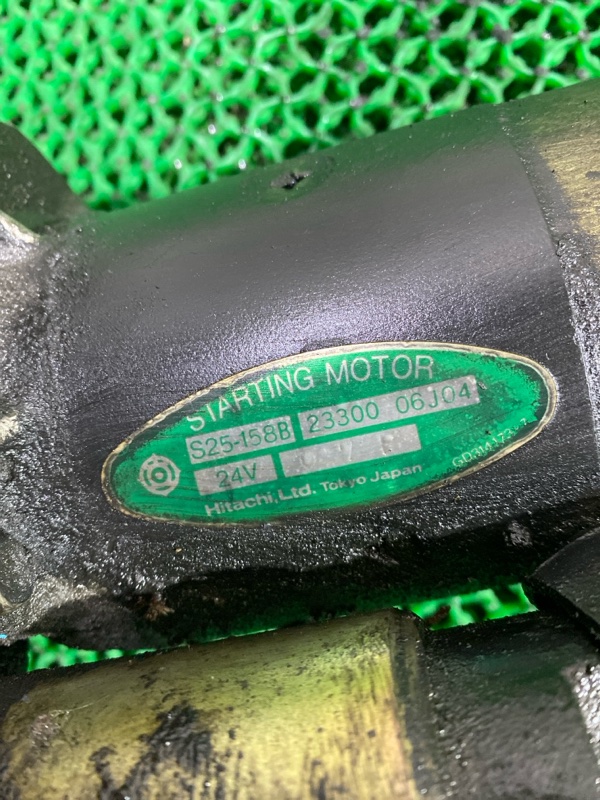 STARTING MOTOR
S25-158B 23300 06J04
24V
Hitachi, Ltd. Tokyo Japan